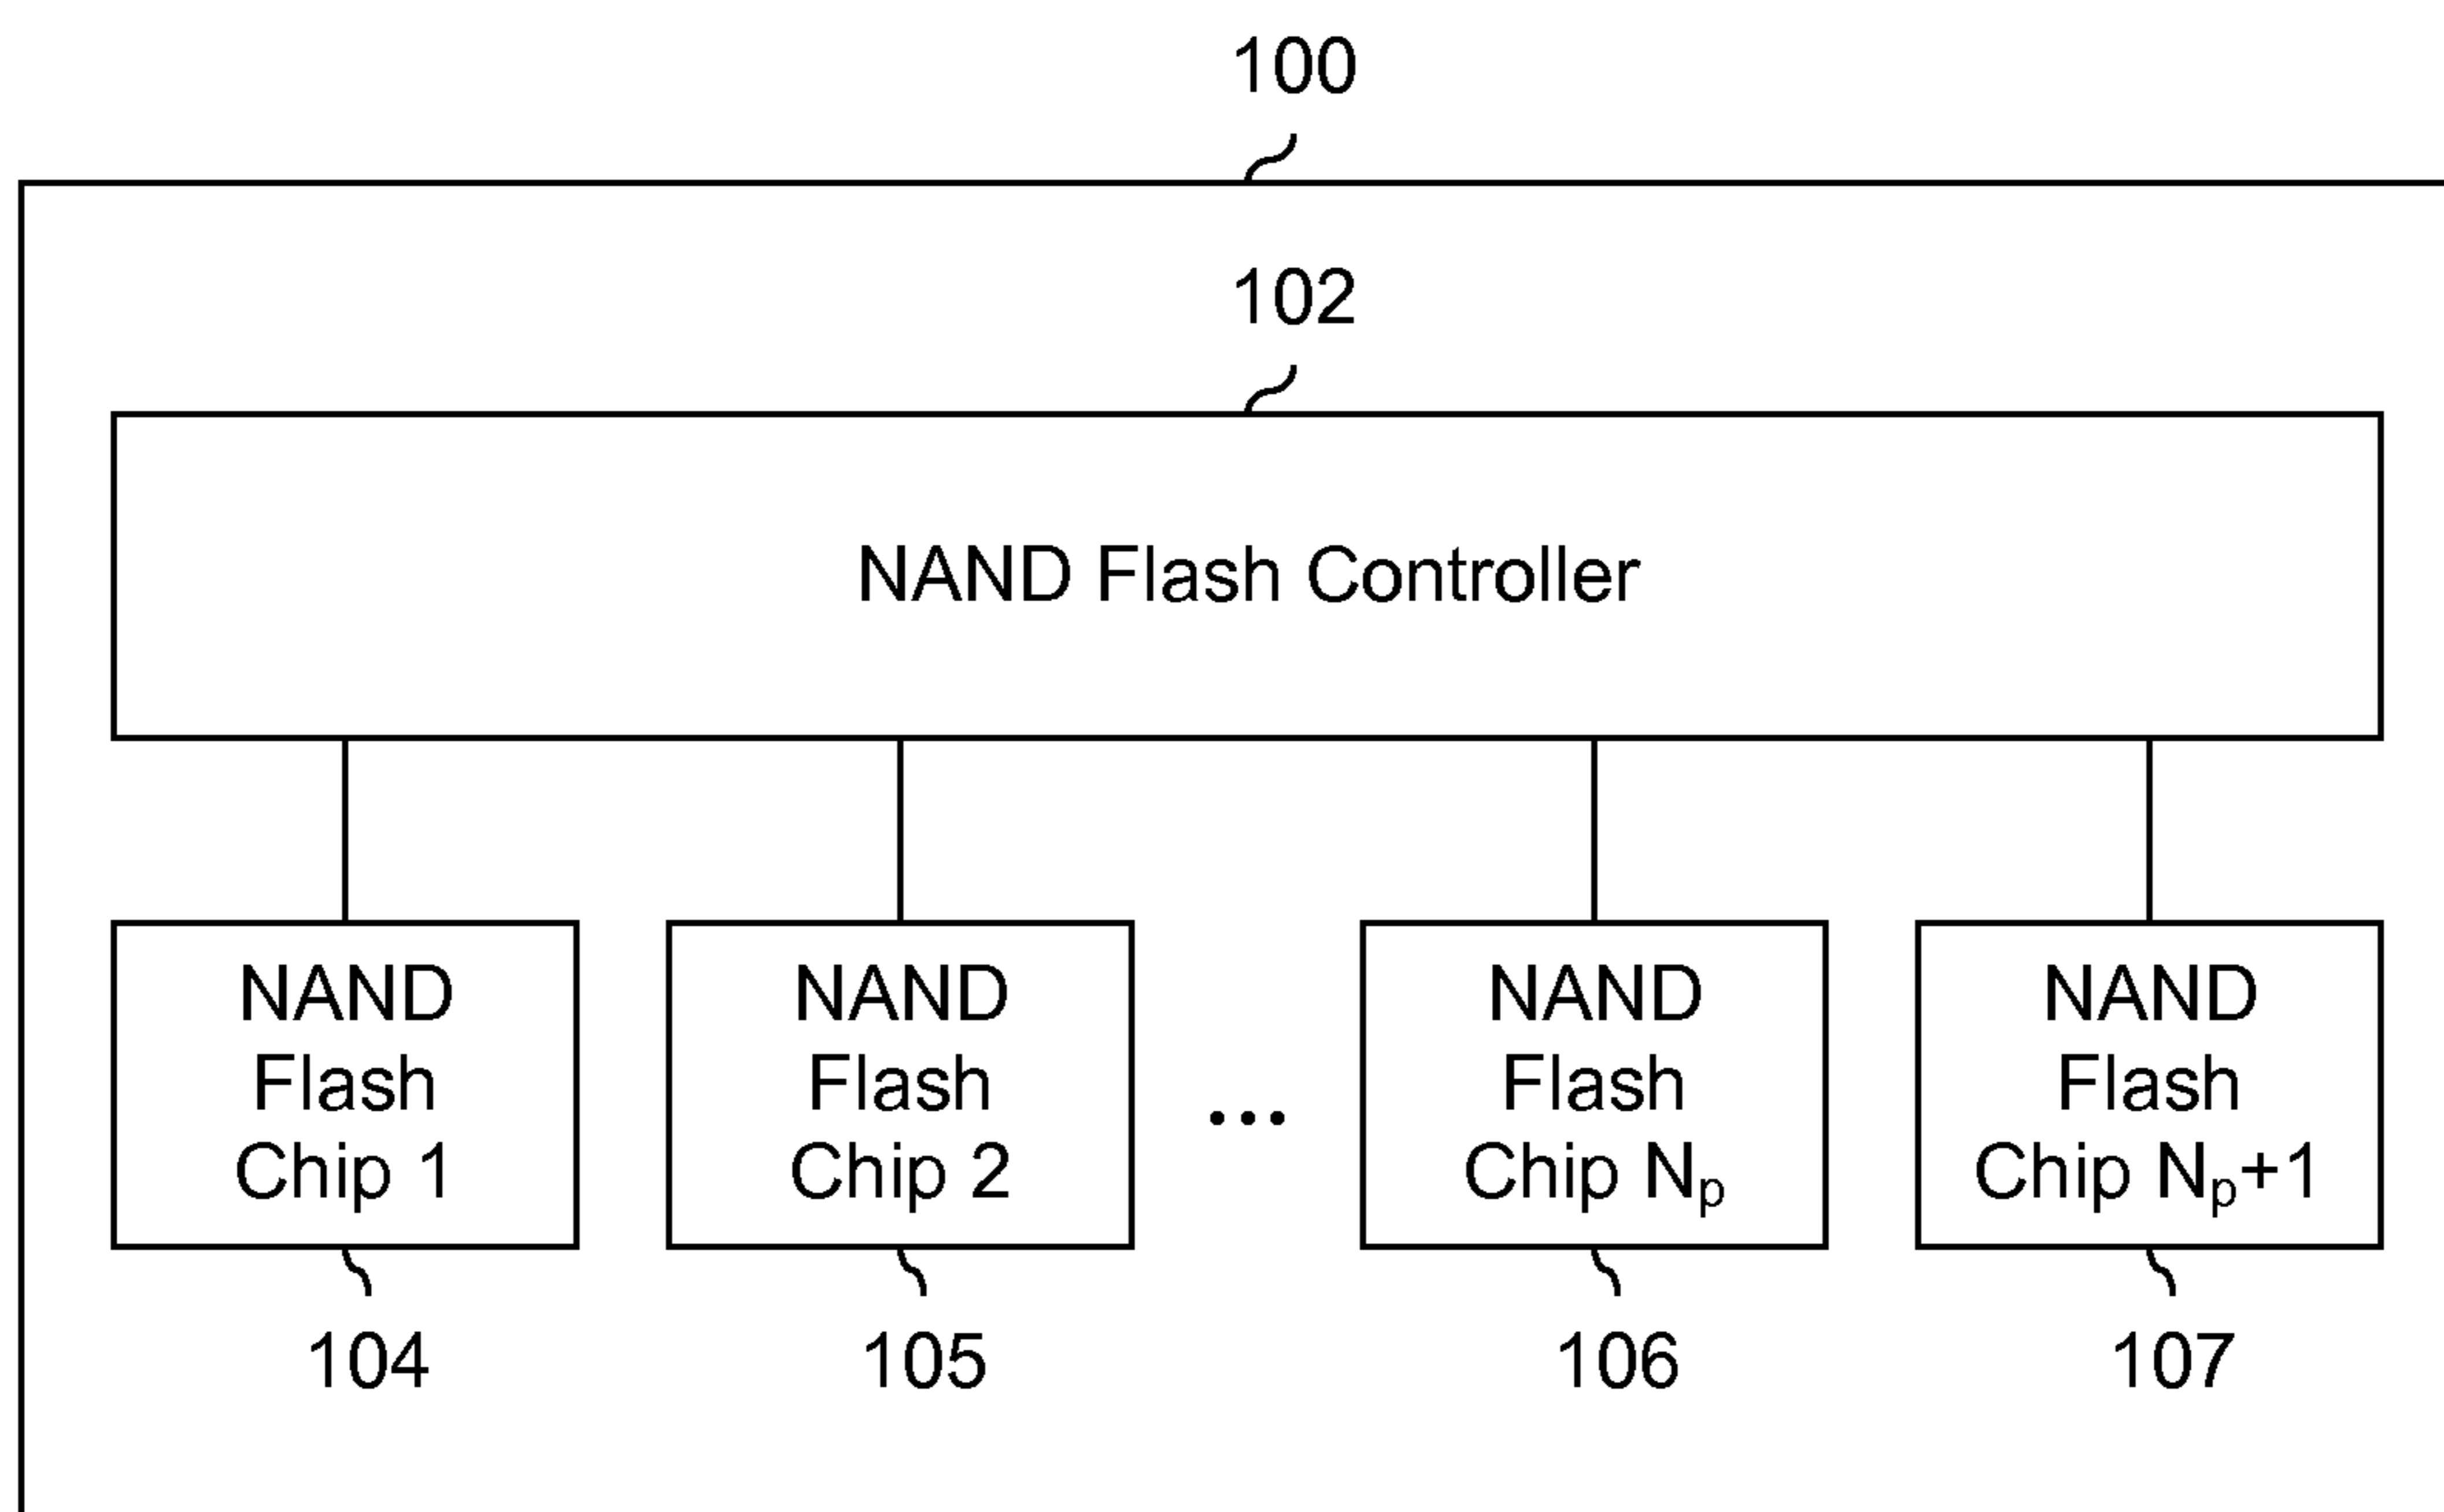 100
102
NAND Flash Controller
NAND
Flash
Chip 1
NAND
Flash
Chip 2
...
NAND
Flash
Chip Nₚ
NAND
Flash
Chip Nₚ+1
104
105
106
107